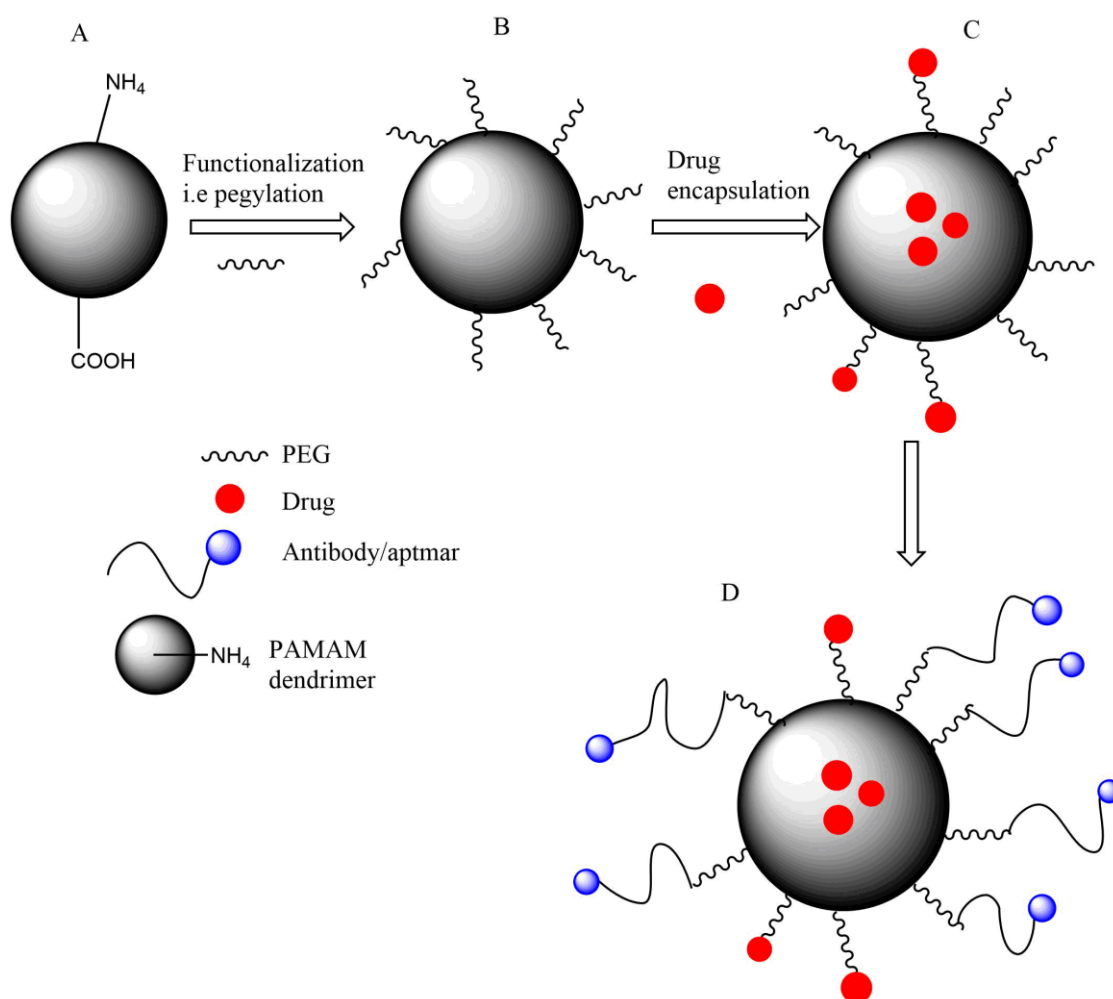 A
B
C
NH₄
Functionalization
i.e pegylation
Drug
encapsulation
COOH
PEG
Drug
Antibody/aptmar
D
NH₄
PAMAM
dendrimer